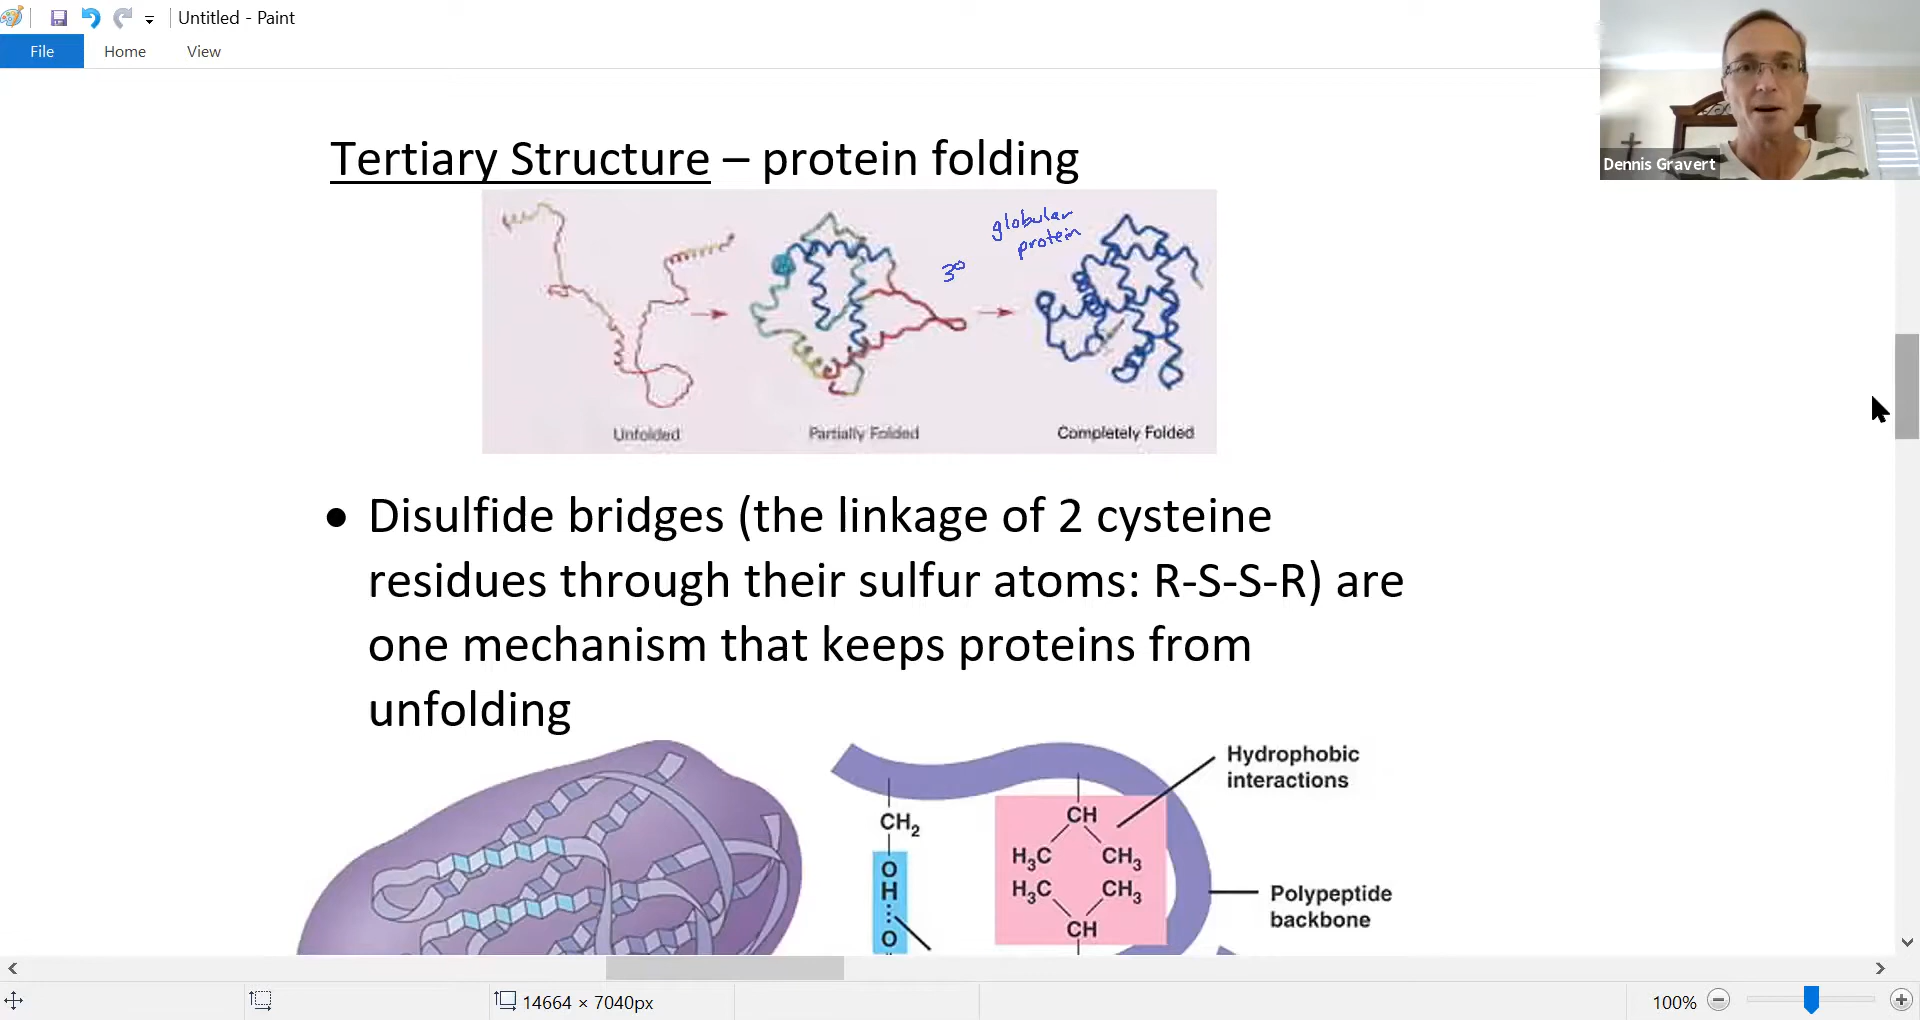 Untitled - Paint
File Home View
Dennis Gravert
Tertiary Structure – protein folding
globular
protein
3°
Unfolded
Partially Folded
Completely Folded
• Disulfide bridges (the linkage of 2 cysteine
residues through their sulfur atoms: R-S-S-R) are
one mechanism that keeps proteins from
unfolding
Hydrophobic
interactions
CH₂
O
H
O
CH
H₃C CH₃
H₃C CH₃
CH
Polypeptide
backbone
14664 × 7040px
100%